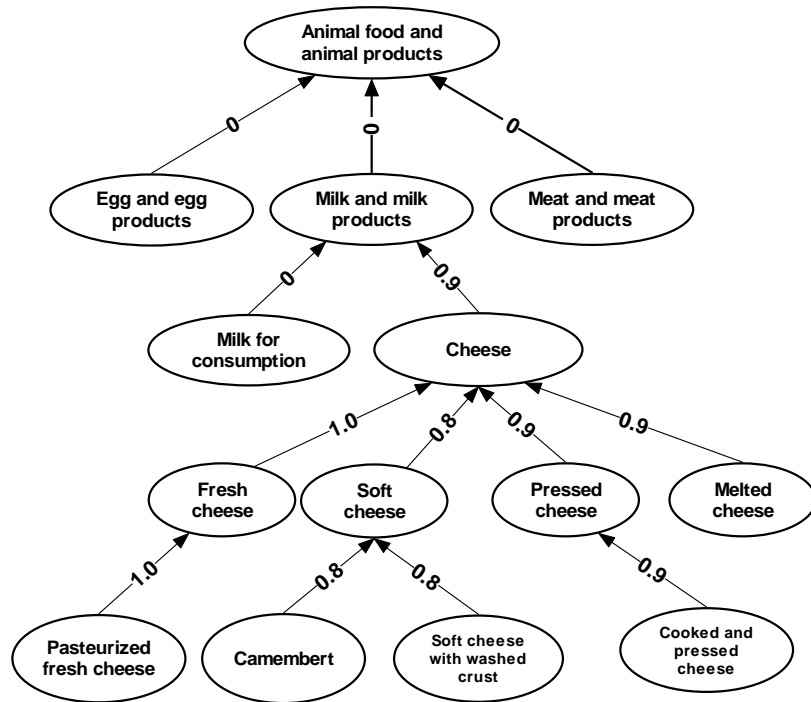 Animal food and
animal products
0
0
0
Egg and egg
products
Milk and milk
products
Meat and meat
products
0
0.9
Milk for
consumption
Cheese
1.0
0.8
0.9
0.9
Fresh
cheese
Soft
cheese
Pressed
cheese
Melted
cheese
1.0
0.8
0.8
0.9
Pasteurized
fresh cheese
Camembert
Soft cheese
with washed
crust
Cooked and
pressed
cheese